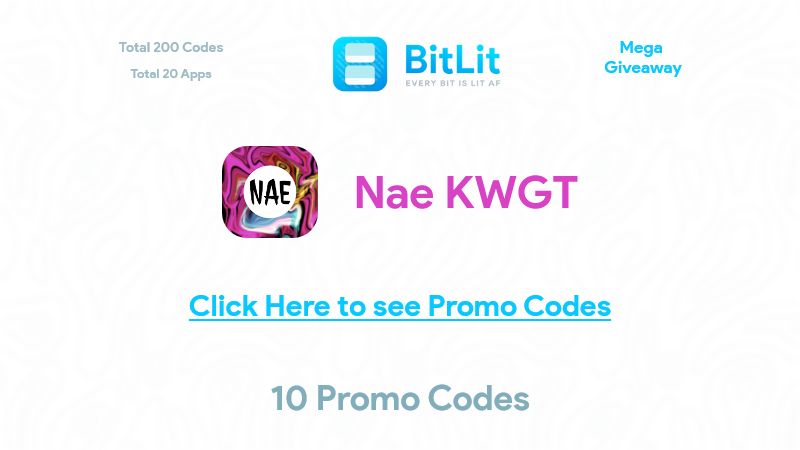 Total 200 Codes
Total 20 Apps
BitLit
EVERY BIT IS LIT AF
Mega
Giveaway
NAE
Nae KWGT
Click Here to see Promo Codes
10 Promo Codes